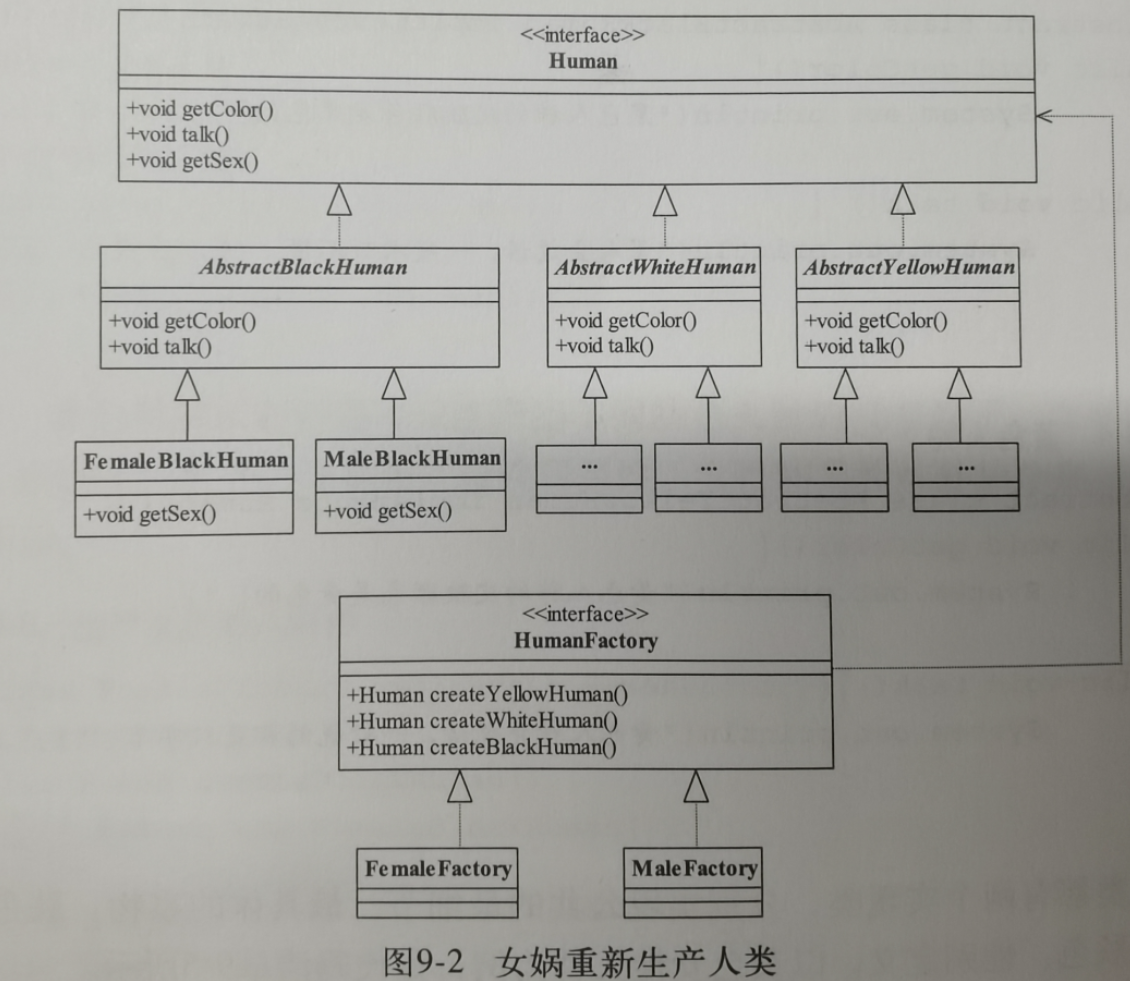 <<interface>>
Human
+void getColor()
+void talk()
+void getSex()
AbstractBlackHuman
+void getColor()
+void talk()
AbstractWhiteHuman
+void getColor()
+void talk()
AbstractYellowHuman
+void getColor()
+void talk()
FemaleBlackHuman
+void getSex()
MaleBlackHuman
+void getSex()
...
...
...
...
<<interface>>
HumanFactory
+Human createYellowHuman()
+Human createWhiteHuman()
+Human createBlackHuman()
FemaleFactory
MaleFactory
图9-2 女娲重新生产人类